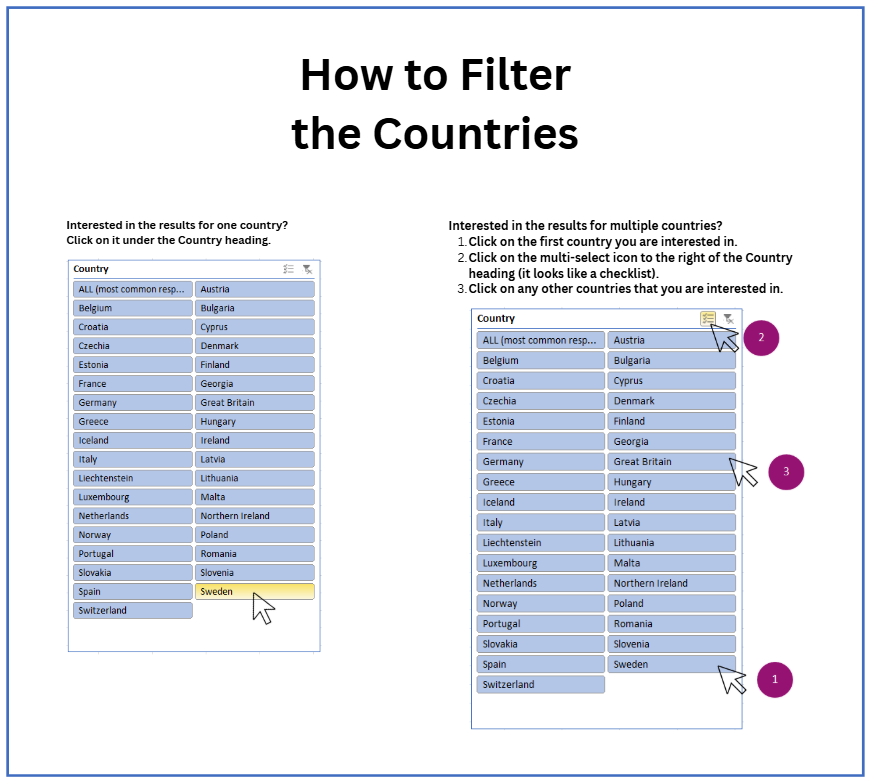 How to Filter
the Countries
Interested in the results for one country?
Click on it under the Country heading.
Country
ALL (most common resp...
Austria
Belgium
Bulgaria
Croatia
Cyprus
Czechia
Denmark
Estonia
Finland
France
Georgia
Germany
Great Britain
Greece
Hungary
Iceland
Ireland
Italy
Latvia
Liechtenstein
Lithuania
Luxembourg
Malta
Netherlands
Northern Ireland
Norway
Poland
Portugal
Romania
Slovakia
Slovenia
Spain
Sweden
Switzerland
Interested in the results for multiple countries?
1. Click on the first country you are interested in.
2. Click on the multi-select icon to the right of the Country
heading (it looks like a checklist).
3. Click on any other countries that you are interested in.
Country
2
ALL (most common resp...
Austria
Belgium
Bulgaria
Croatia
Cyprus
Czechia
Denmark
Estonia
Finland
France
Georgia
Germany
Great Britain
3
Greece
Hungary
Iceland
Ireland
Italy
Latvia
Liechtenstein
Lithuania
Luxembourg
Malta
Netherlands
Northern Ireland
Norway
Poland
Portugal
Romania
Slovakia
Slovenia
Spain
Sweden
1
Switzerland